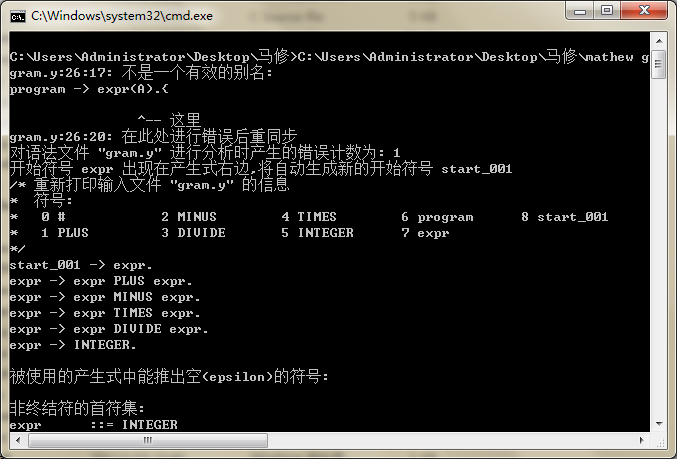 C:\Windows\system32\cmd.exe
C:\Users\Administrator\Desktop\马修>C:\Users\Administrator\Desktop\马修\mathew g
gram.y:26:17: 不是一个有效的别名:
program -> expr(A).{
^-- 这里
gram.y:26:20: 在此处进行错误后重同步
对语法文件 "gram.y" 进行分析时产生的错误计数为: 1
开始符号 expr 出现在产生式右边,将自动生成新的开始符号 start_001
/* 重新打印输入文件 "gram.y" 的信息
*  符号:
*   0 #            2 MINUS       4 TIMES       6 program     8 start_001
*   1 PLUS         3 DIVIDE      5 INTEGER     7 expr
*/
start_001 -> expr.
expr -> expr PLUS expr.
expr -> expr MINUS expr.
expr -> expr TIMES expr.
expr -> expr DIVIDE expr.
expr -> INTEGER.
被使用的产生式中能推出空(epsilon)的符号:
非终结符的首符集:
expr      ::= INTEGER